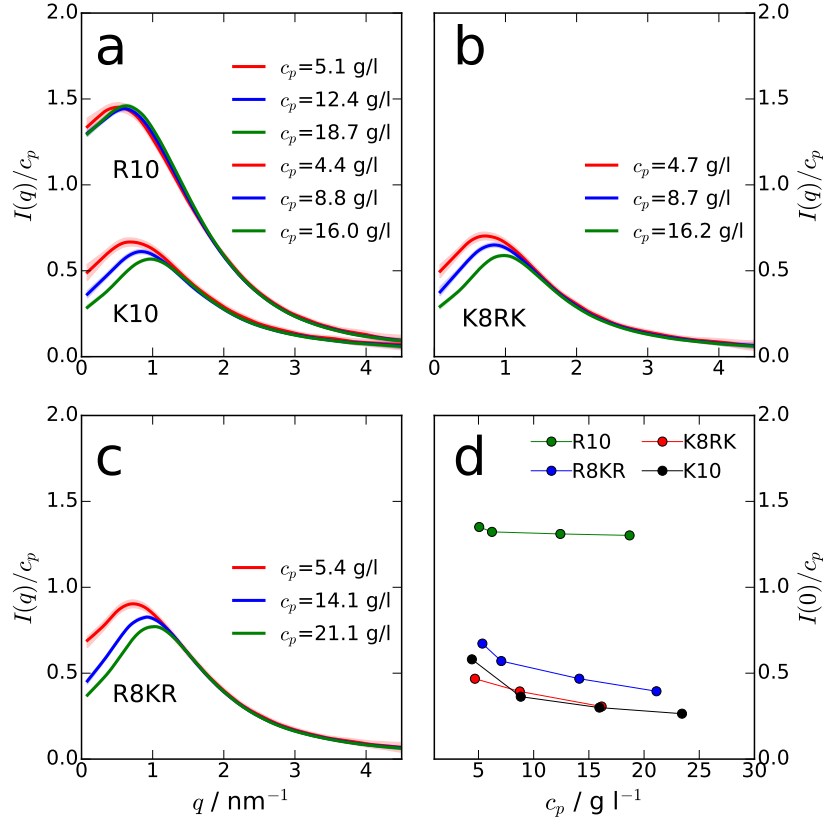 a
2.0
1.5
1.0
0.5
0.0
I(q)/c_p
c_p=5.1 g/l
c_p=12.4 g/l
c_p=18.7 g/l
c_p=4.4 g/l
c_p=8.8 g/l
c_p=16.0 g/l
R10
K10
0 1 2 3 4
b
c_p=4.7 g/l
c_p=8.7 g/l
c_p=16.2 g/l
K8RK
0 1 2 3 4
2.0
1.5
1.0
0.5
0.0
I(q)/c_p
c
2.0
1.5
1.0
0.5
0.0
I(q)/c_p
c_p=5.4 g/l
c_p=14.1 g/l
c_p=21.1 g/l
R8KR
0 1 2 3 4
q / nm⁻¹
d
R10 K8RK
R8KR K10
2.0
1.5
1.0
0.5
0.0
I(0)/c_p
5 10 15 20 25 30
c_p / g l⁻¹